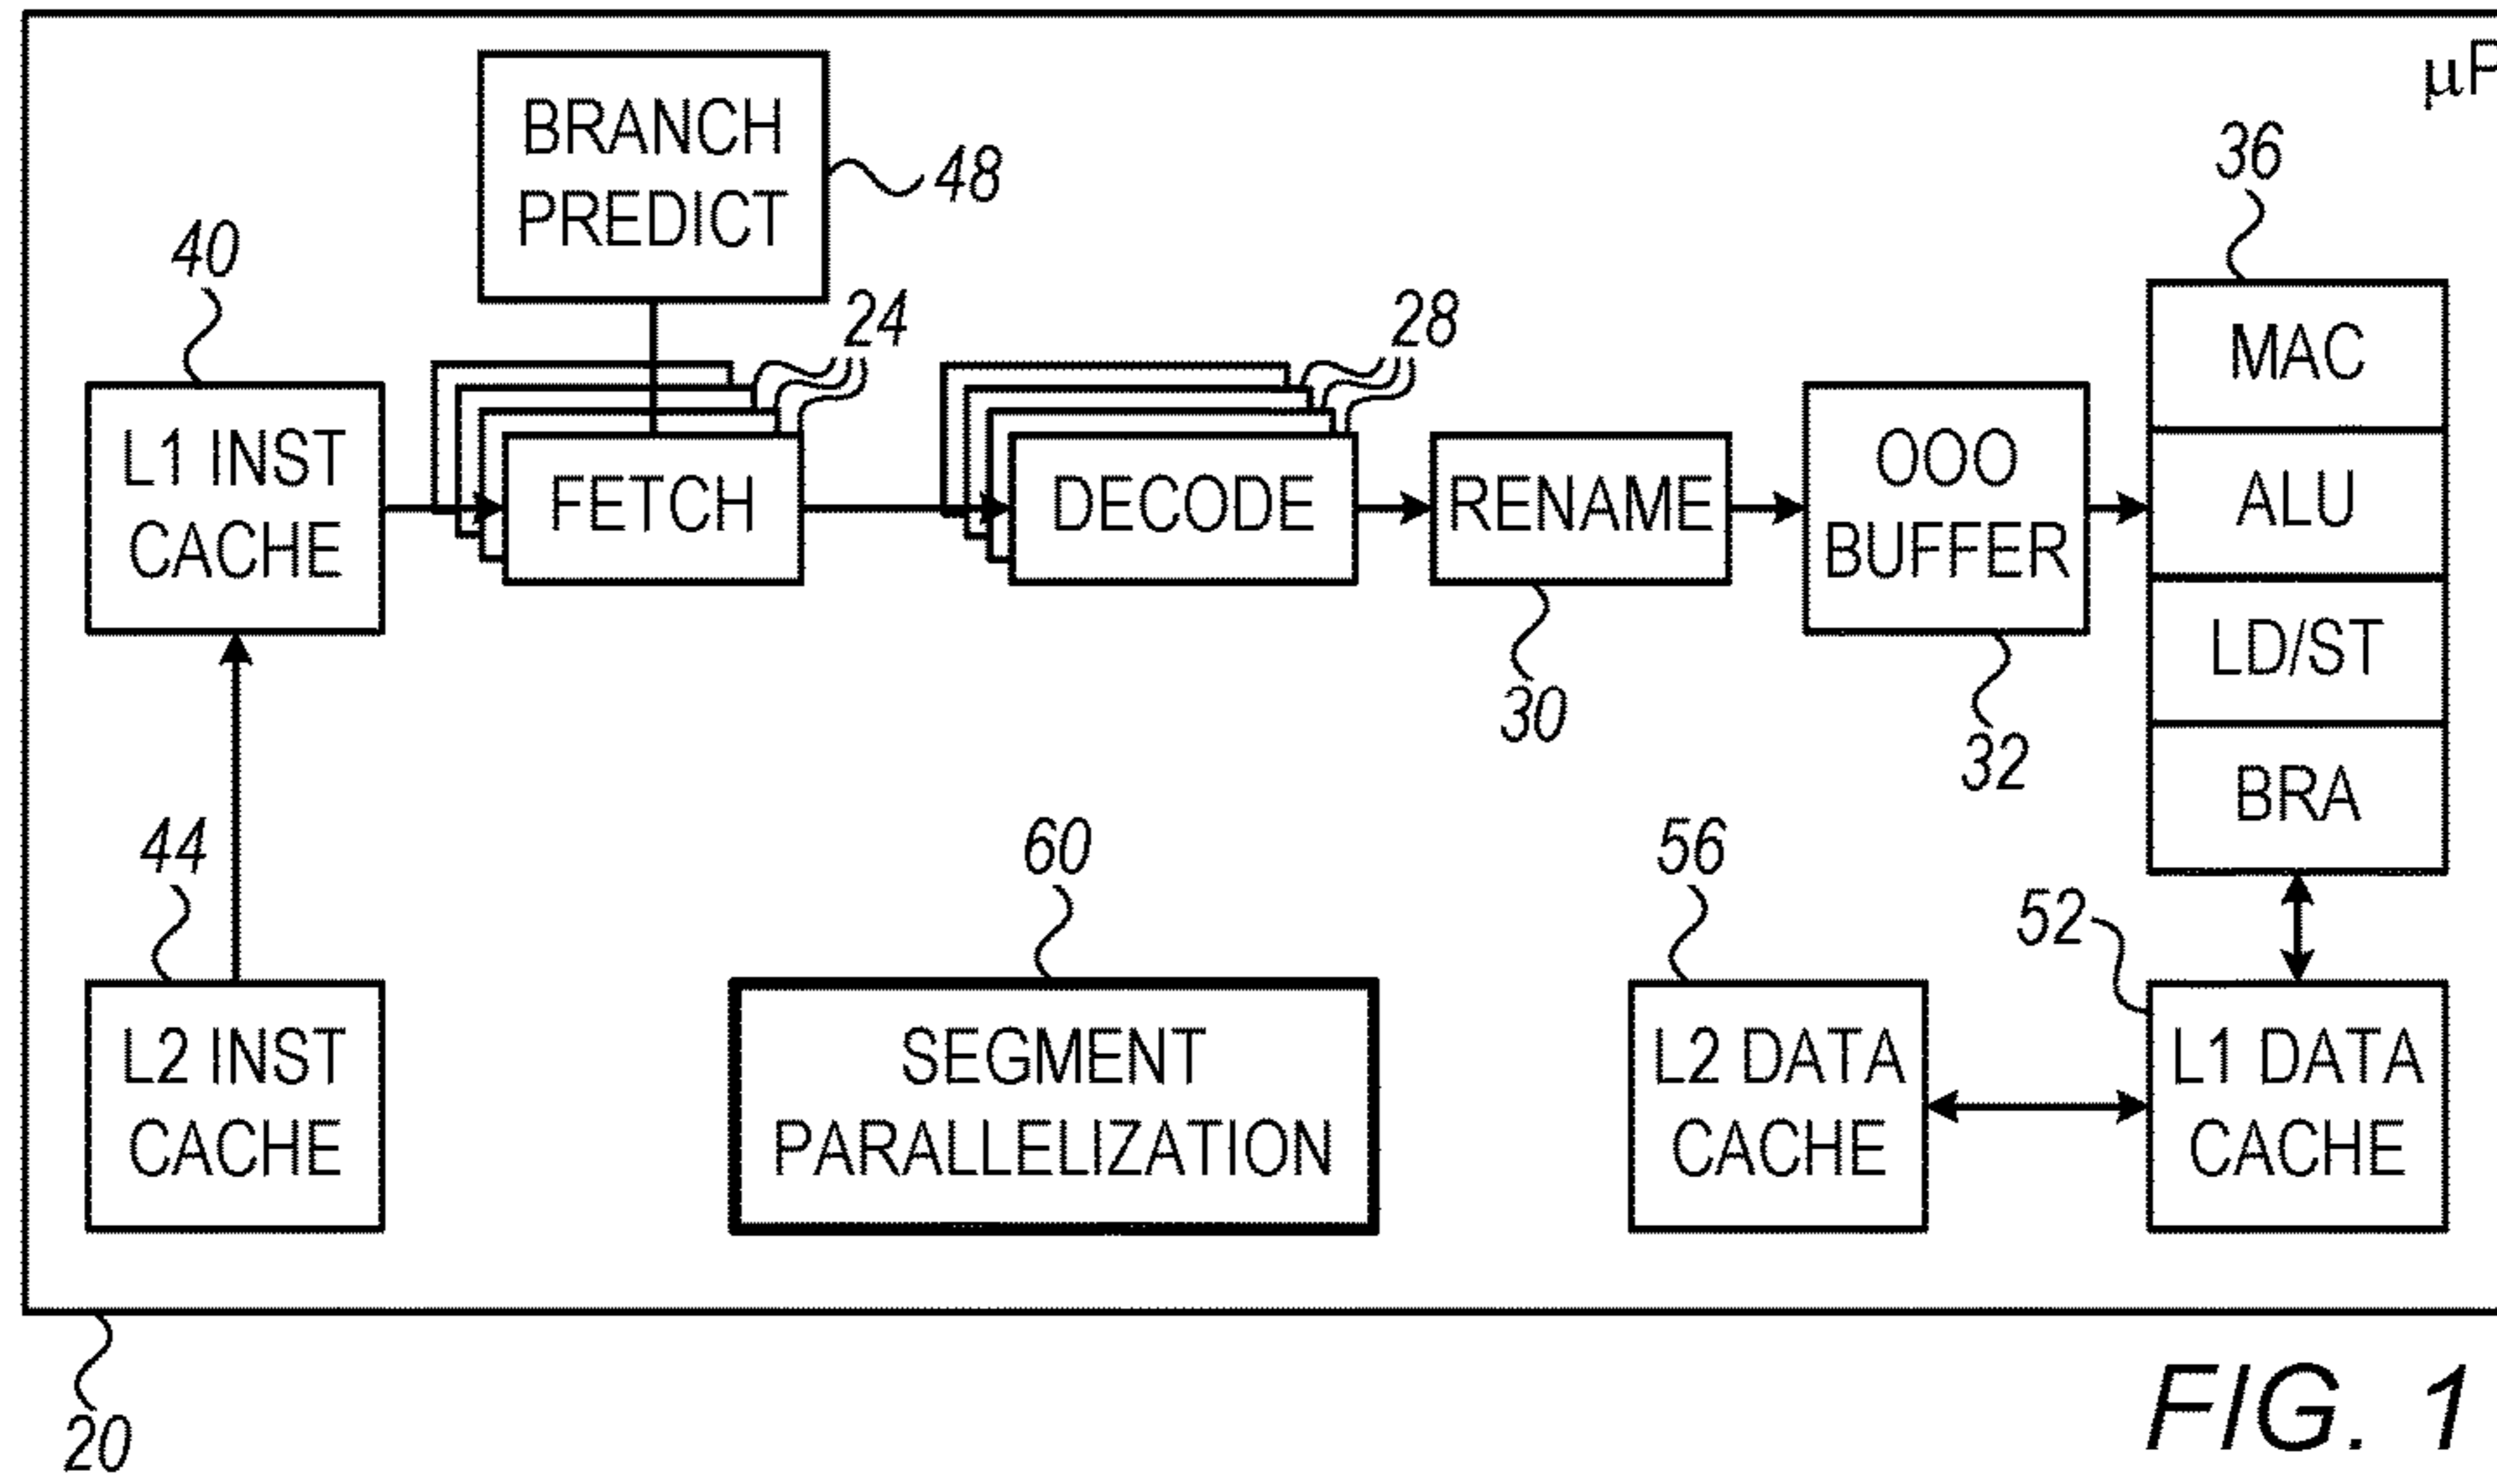 μP
BRANCH
PREDICT
48
36
40
24
28
MAC
L1 INST
CACHE
FETCH
DECODE
RENAME
OOO
BUFFER
ALU
LD/ST
30
32
BRA
44
60
56
52
L2 INST
CACHE
SEGMENT
PARALLELIZATION
L2 DATA
CACHE
L1 DATA
CACHE
20
FIG. 1